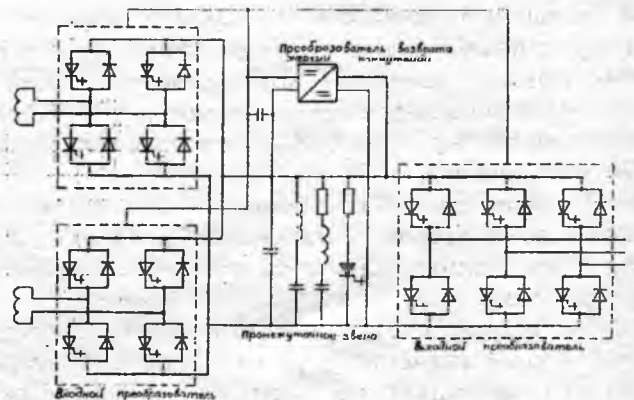 Преобразователь возврата
энергии коммутации
Промежуточное звено
Входной преобразователь
Входной преобразователь